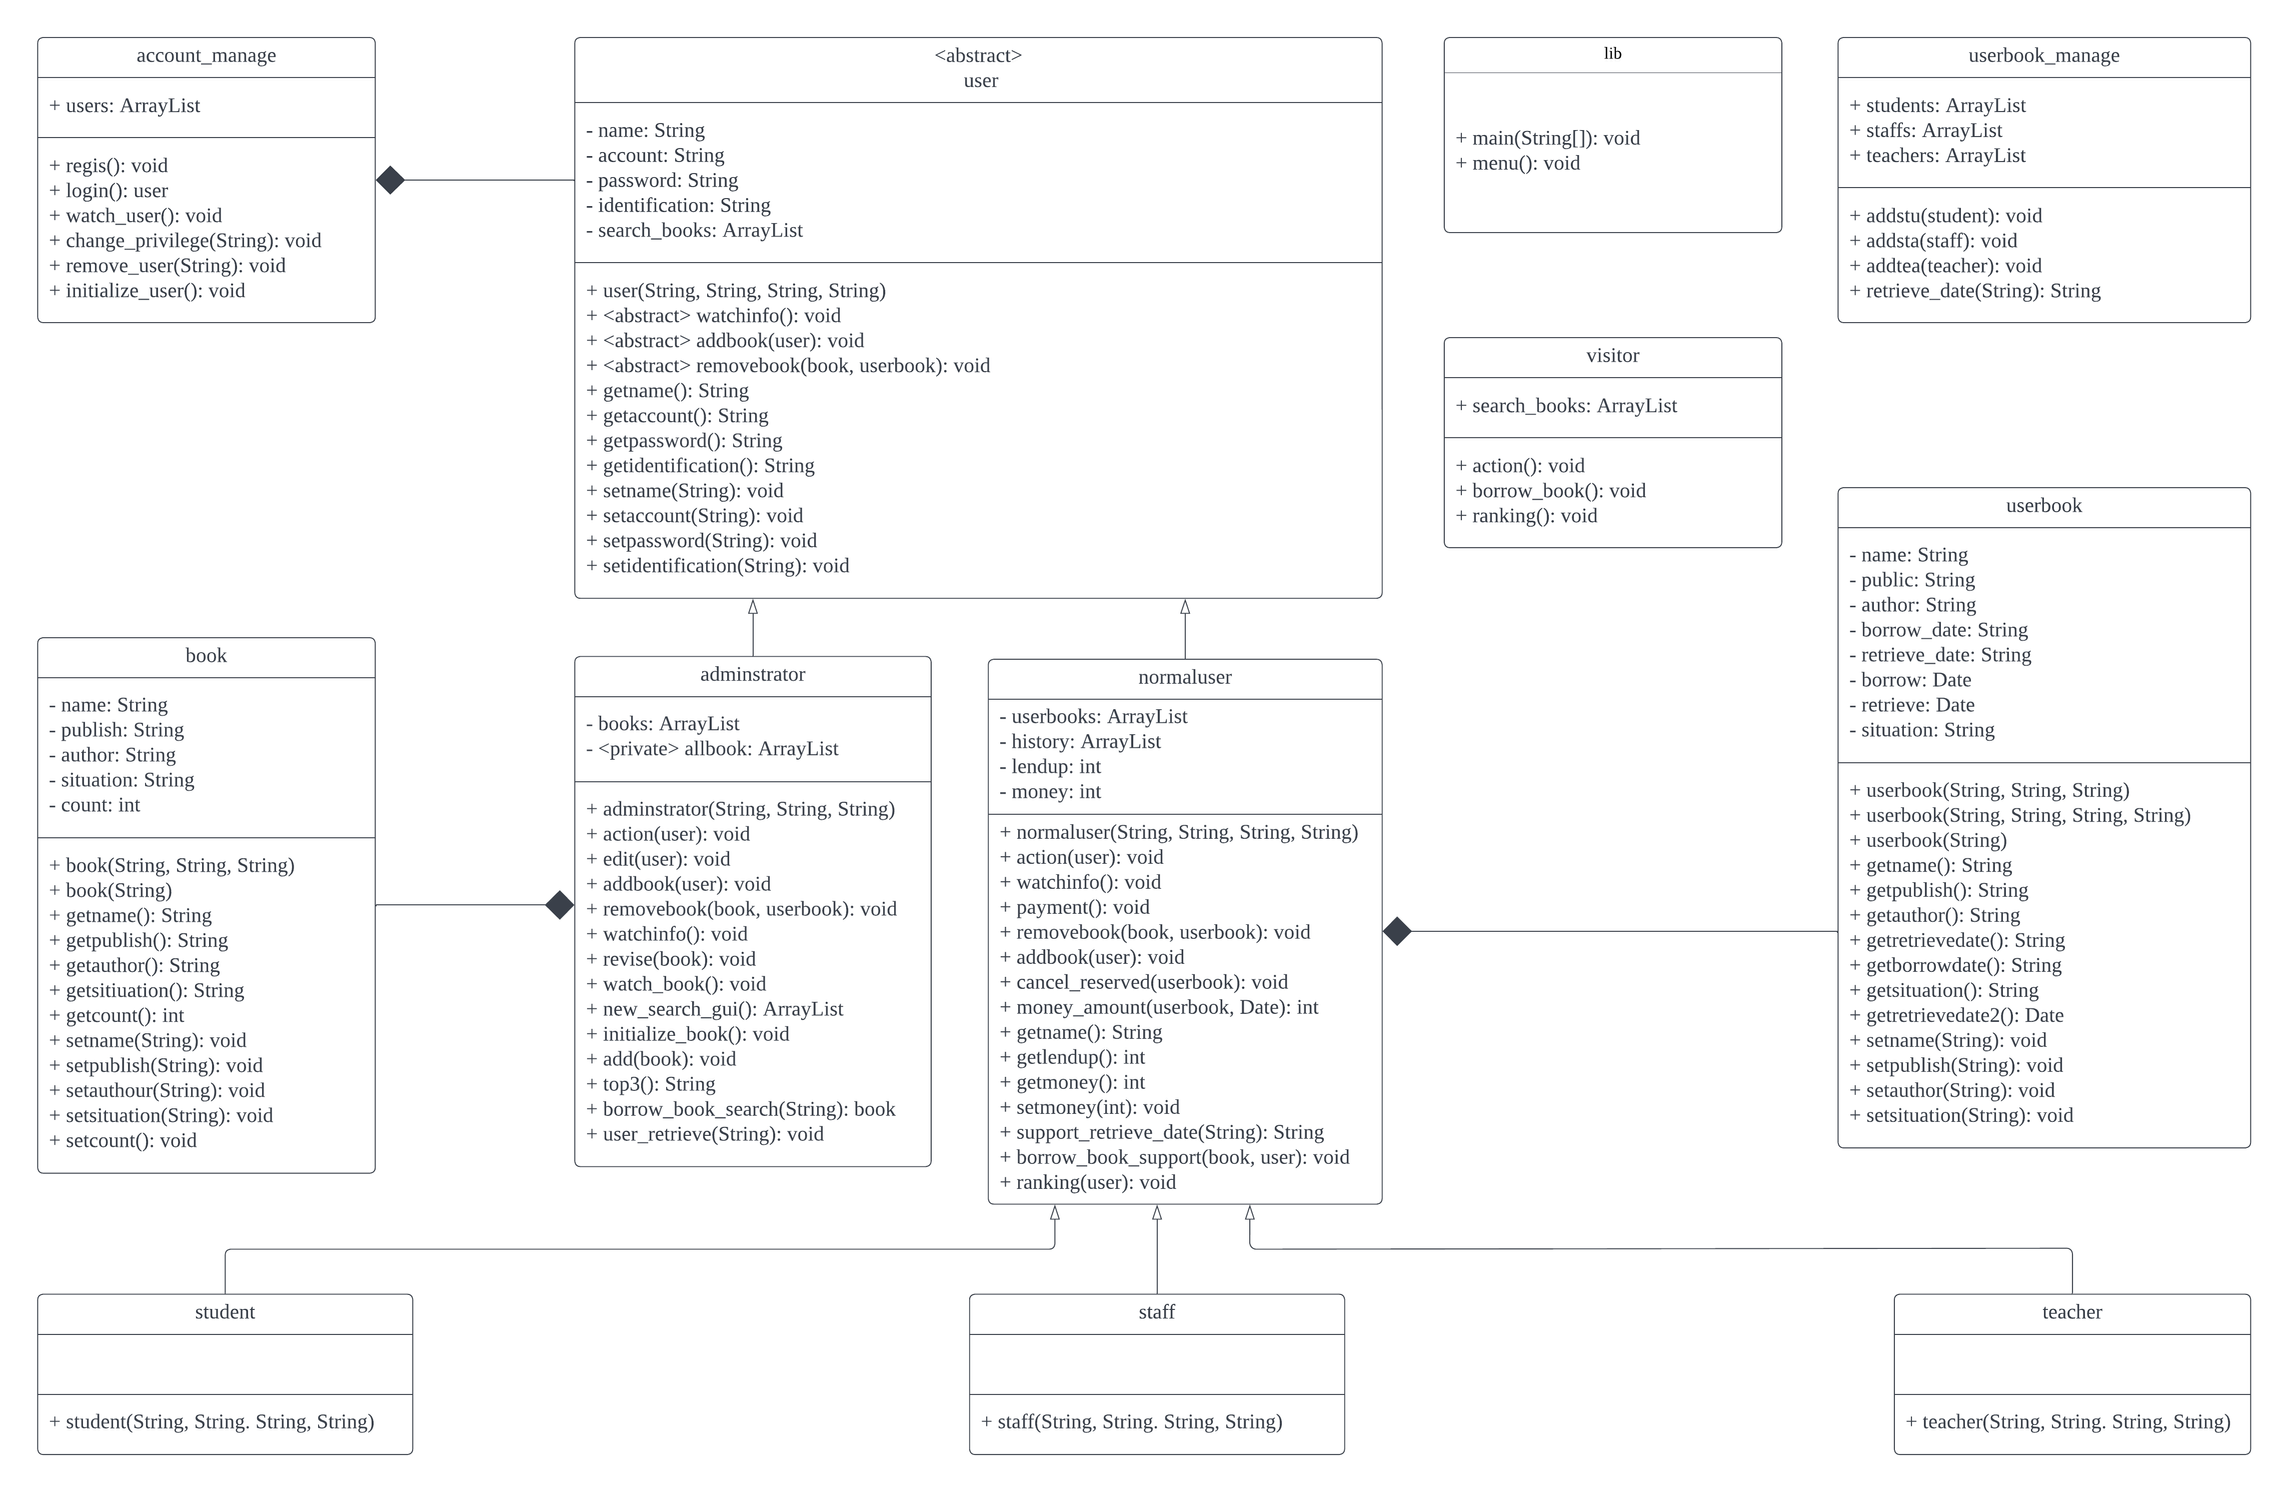 account_manage
+ users: ArrayList
+ regis(): void
+ login(): user
+ watch_user(): void
+ change_privilege(String): void
+ remove_user(String): void
+ initialize_user(): void
<abstract>
user
- name: String
- account: String
- password: String
- identification: String
- search_books: ArrayList
+ user(String, String, String, String)
+ <abstract> watchinfo(): void
+ <abstract> addbook(user): void
+ <abstract> removebook(book, userbook): void
+ getname(): String
+ getaccount(): String
+ getpassword(): String
+ getidentification(): String
+ setname(String): void
+ setaccount(String): void
+ setpassword(String): void
+ setidentification(String): void
lib
+ main(String[]): void
+ menu(): void
userbook_manage
+ students: ArrayList
+ staffs: ArrayList
+ teachers: ArrayList
+ addstu(student): void
+ addsta(staff): void
+ addtea(teacher): void
+ retrieve_date(String): String
visitor
+ search_books: ArrayList
+ action(): void
+ borrow_book(): void
+ ranking(): void
book
- name: String
- publish: String
- author: String
- situation: String
- count: int
+ book(String, String, String)
+ book(String)
+ getname(): String
+ getpublish(): String
+ getauthor(): String
+ getsitiuation(): String
+ getcount(): int
+ setname(String): void
+ setpublish(String): void
+ setauthour(String): void
+ setsituation(String): void
+ setcount(): void
adminstrator
- books: ArrayList
- <private> allbook: ArrayList
+ adminstrator(String, String, String)
+ action(user): void
+ edit(user): void
+ addbook(user): void
+ removebook(book, userbook): void
+ watchinfo(): void
+ revise(book): void
+ watch_book(): void
+ new_search_gui(): ArrayList
+ initialize_book(): void
+ add(book): void
+ top3(): String
+ borrow_book_search(String): book
+ user_retrieve(String): void
normaluser
- userbooks: ArrayList
- history: ArrayList
- lendup: int
- money: int
+ normaluser(String, String, String, String)
+ action(user): void
+ watchinfo(): void
+ payment(): void
+ removebook(book, userbook): void
+ addbook(user): void
+ cancel_reserved(userbook): void
+ money_amount(userbook, Date): int
+ getname(): String
+ getlendup(): int
+ getmoney(): int
+ setmoney(int): void
+ support_retrieve_date(String): String
+ borrow_book_support(book, user): void
+ ranking(user): void
userbook
- name: String
- public: String
- author: String
- borrow_date: String
- retrieve_date: String
- borrow: Date
- retrieve: Date
- situation: String
+ userbook(String, String, String)
+ userbook(String, String, String, String)
+ userbook(String)
+ getname(): String
+ getpublish(): String
+ getauthor(): String
+ getretrievedate(): String
+ getborrowdate(): String
+ getsituation(): String
+ getretrievedate2(): Date
+ setname(String): void
+ setpublish(String): void
+ setauthor(String): void
+ setsituation(String): void
student
+ student(String, String. String, String)
staff
+ staff(String, String. String, String)
teacher
+ teacher(String, String. String, String)